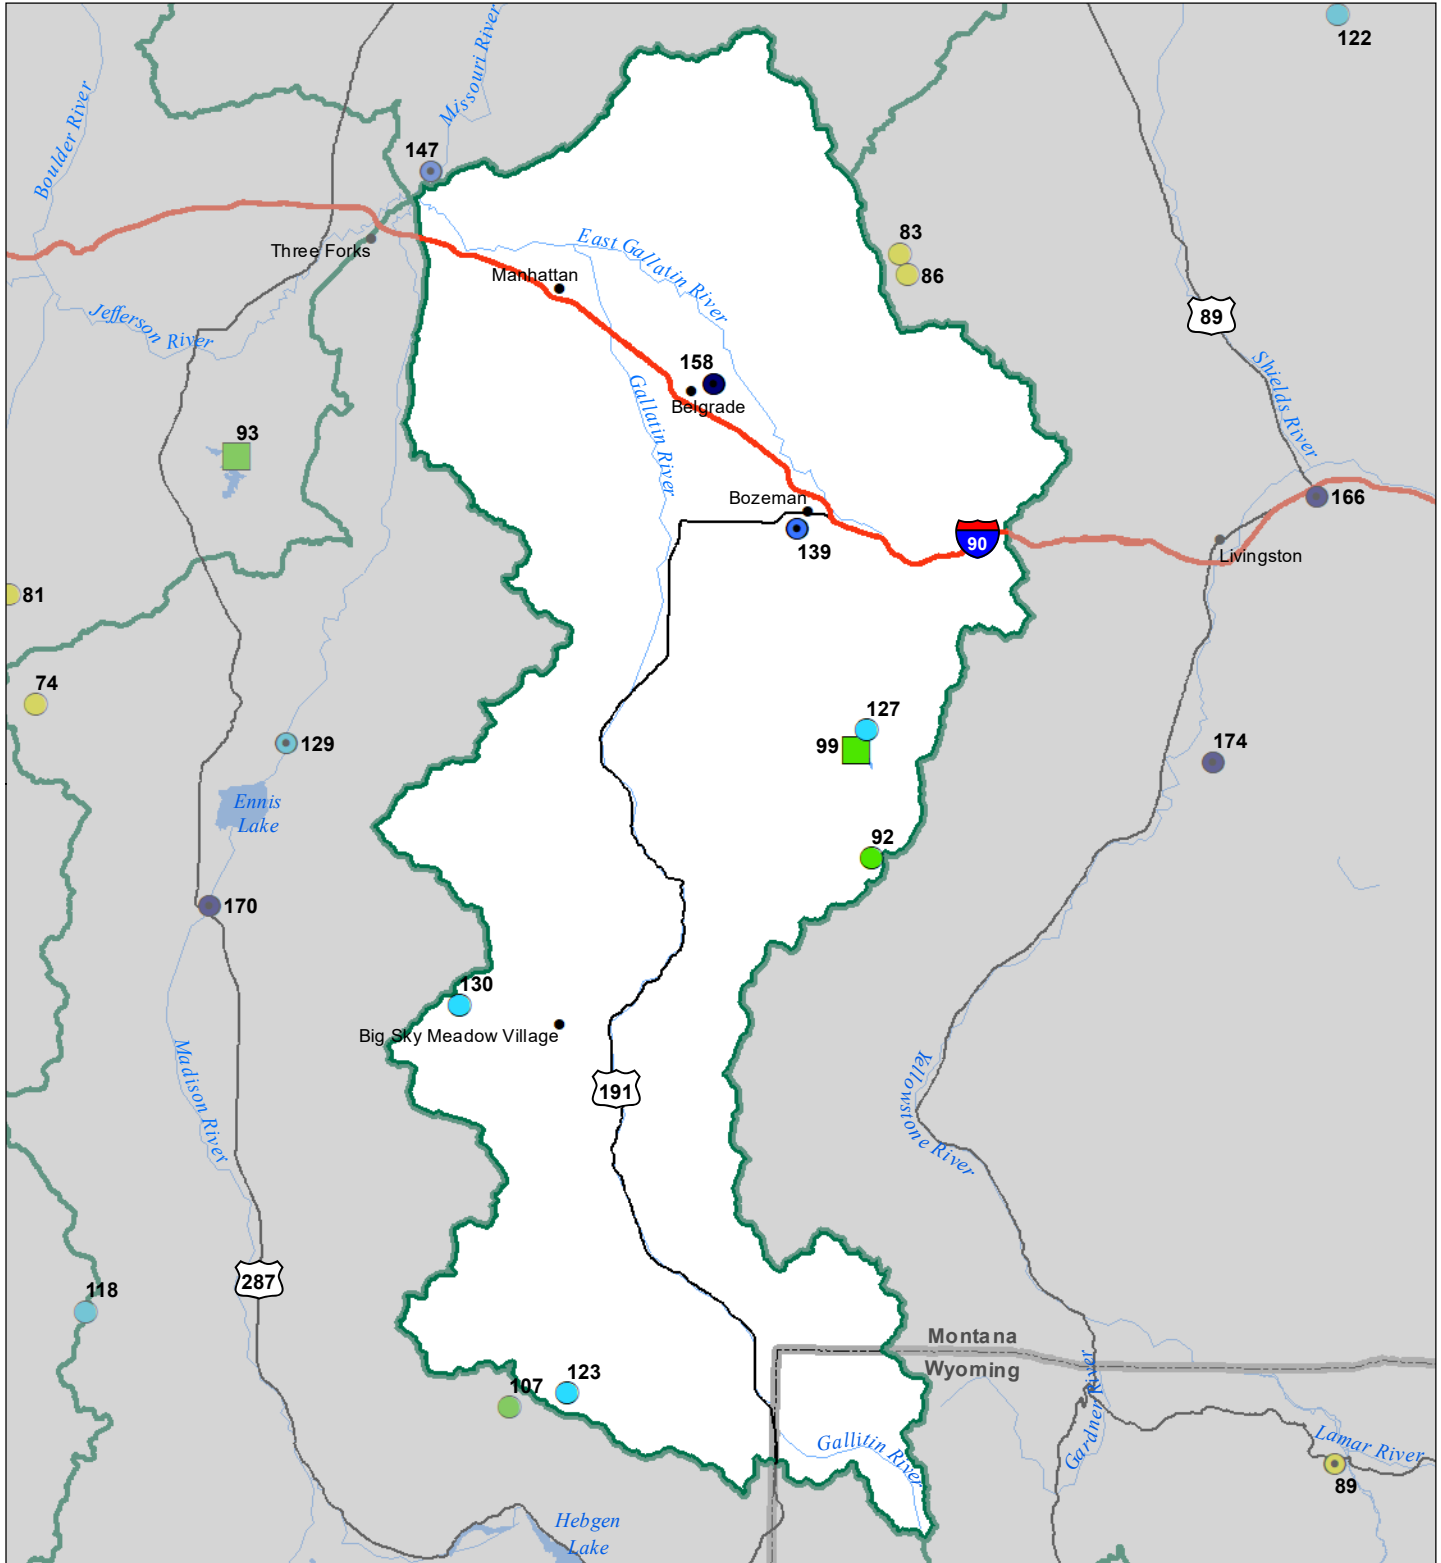 122
Missouri River
Boulder River
147
83
86
East Gallatin River
Three Forks
Manhattan
Jefferson River
89
158
Belgrade
Shields River
Gallatin River
93
Bozeman
166
139
90
Livingston
81
74
127
99
129
174
Ennis
Lake
92
170
130
Big Sky Meadow Village
Madison River
191
Yellowstone River
287
118
Montana
Wyoming
107
123
Gardner River
Gallitin River
Lamar River
89
Hebgen
Lake